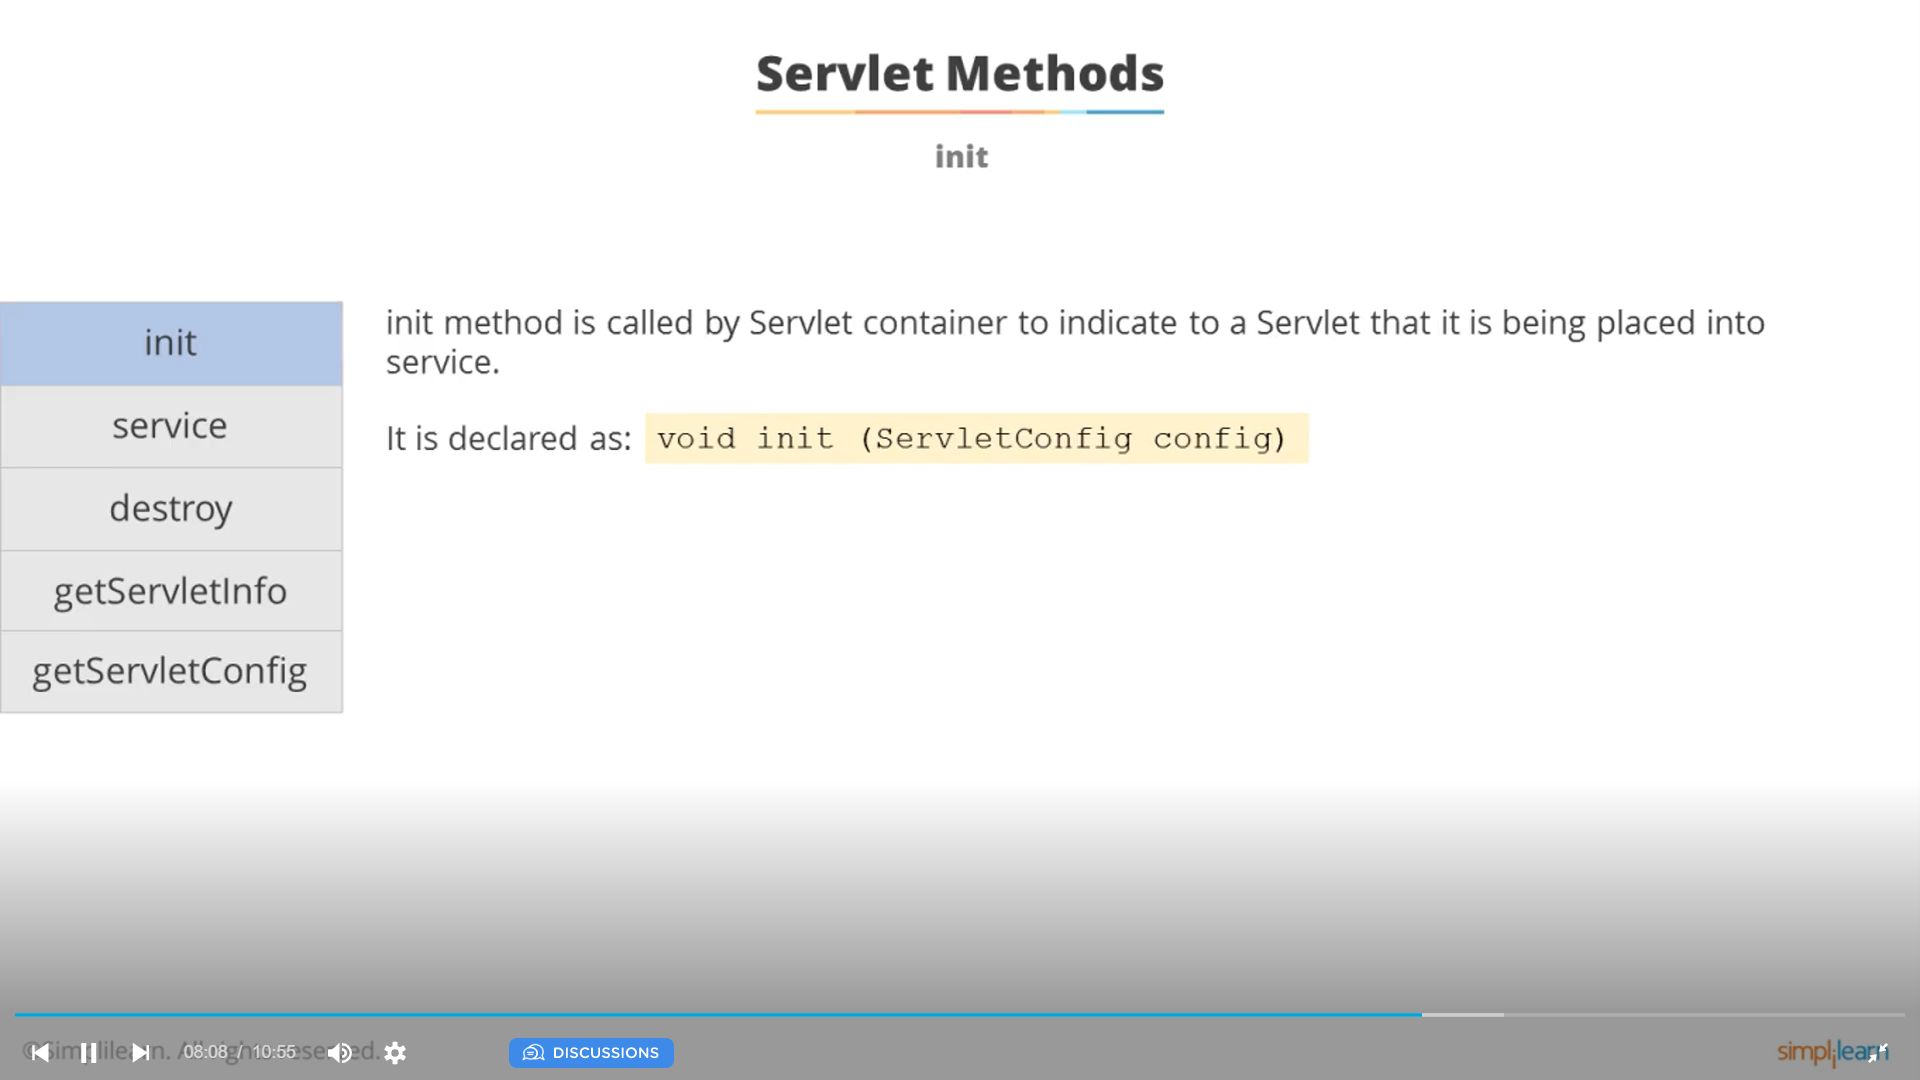 Servlet Methods
init
init
service
destroy
getServletInfo
getServletConfig
init method is called by Servlet container to indicate to a Servlet that it is being placed into
service.
It is declared as: void init (ServletConfig config)
©Simplilearn. All rights reserved.
08:08 / 10:55
DISCUSSIONS
simplilearn